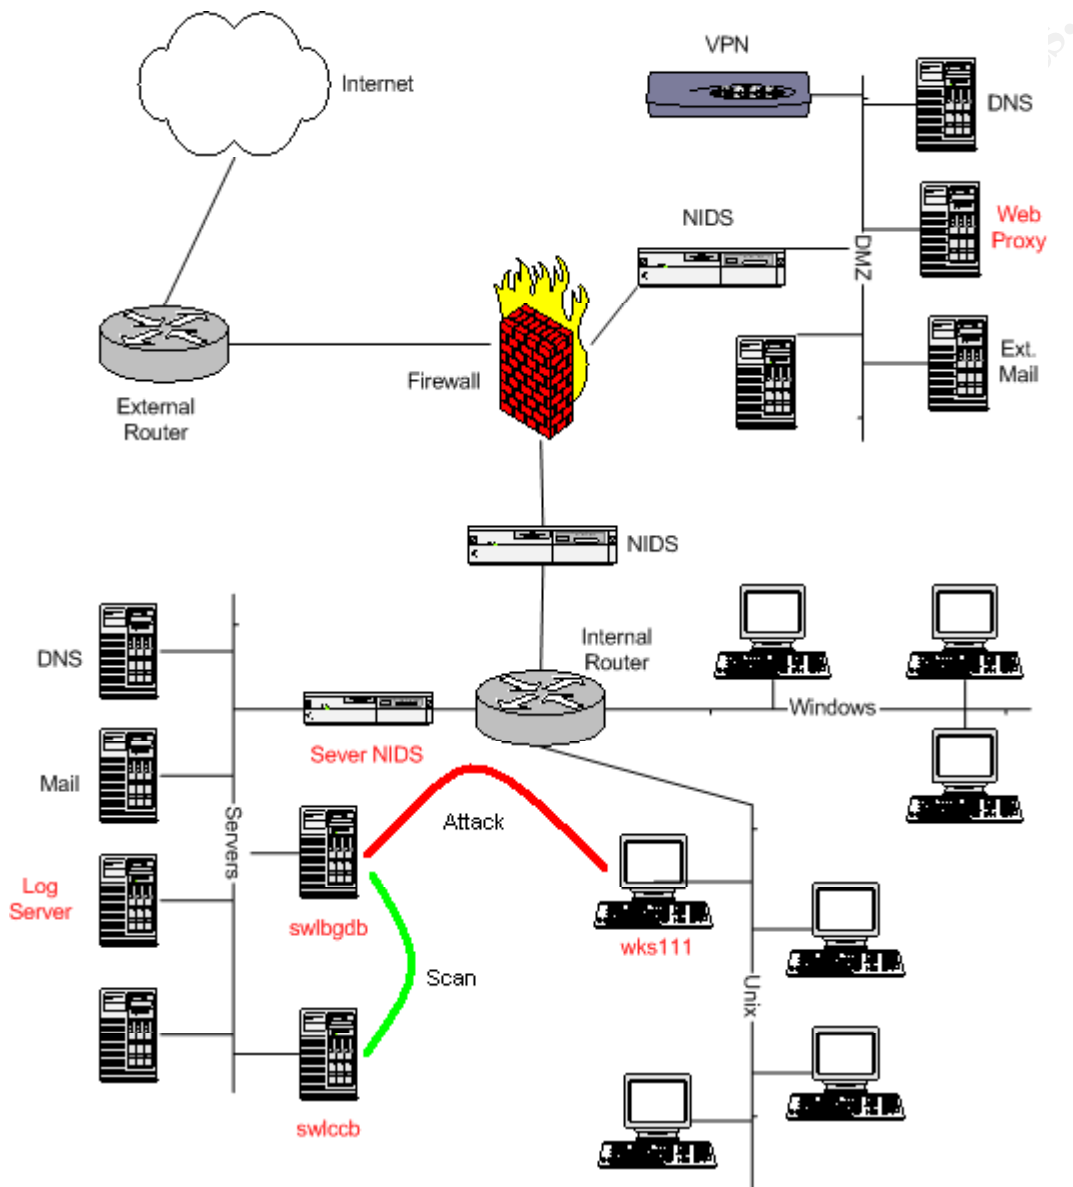 VPN
Internet
DNS
NIDS
Web
Proxy
DMZ
Firewall
Ext.
Mail
External
Router
NIDS
Internal
Router
DNS
Windows
Sever NIDS
Mail
Servers
Attack
Log
Server
swlbgdb
wks111
Scan
Unix
swlccb